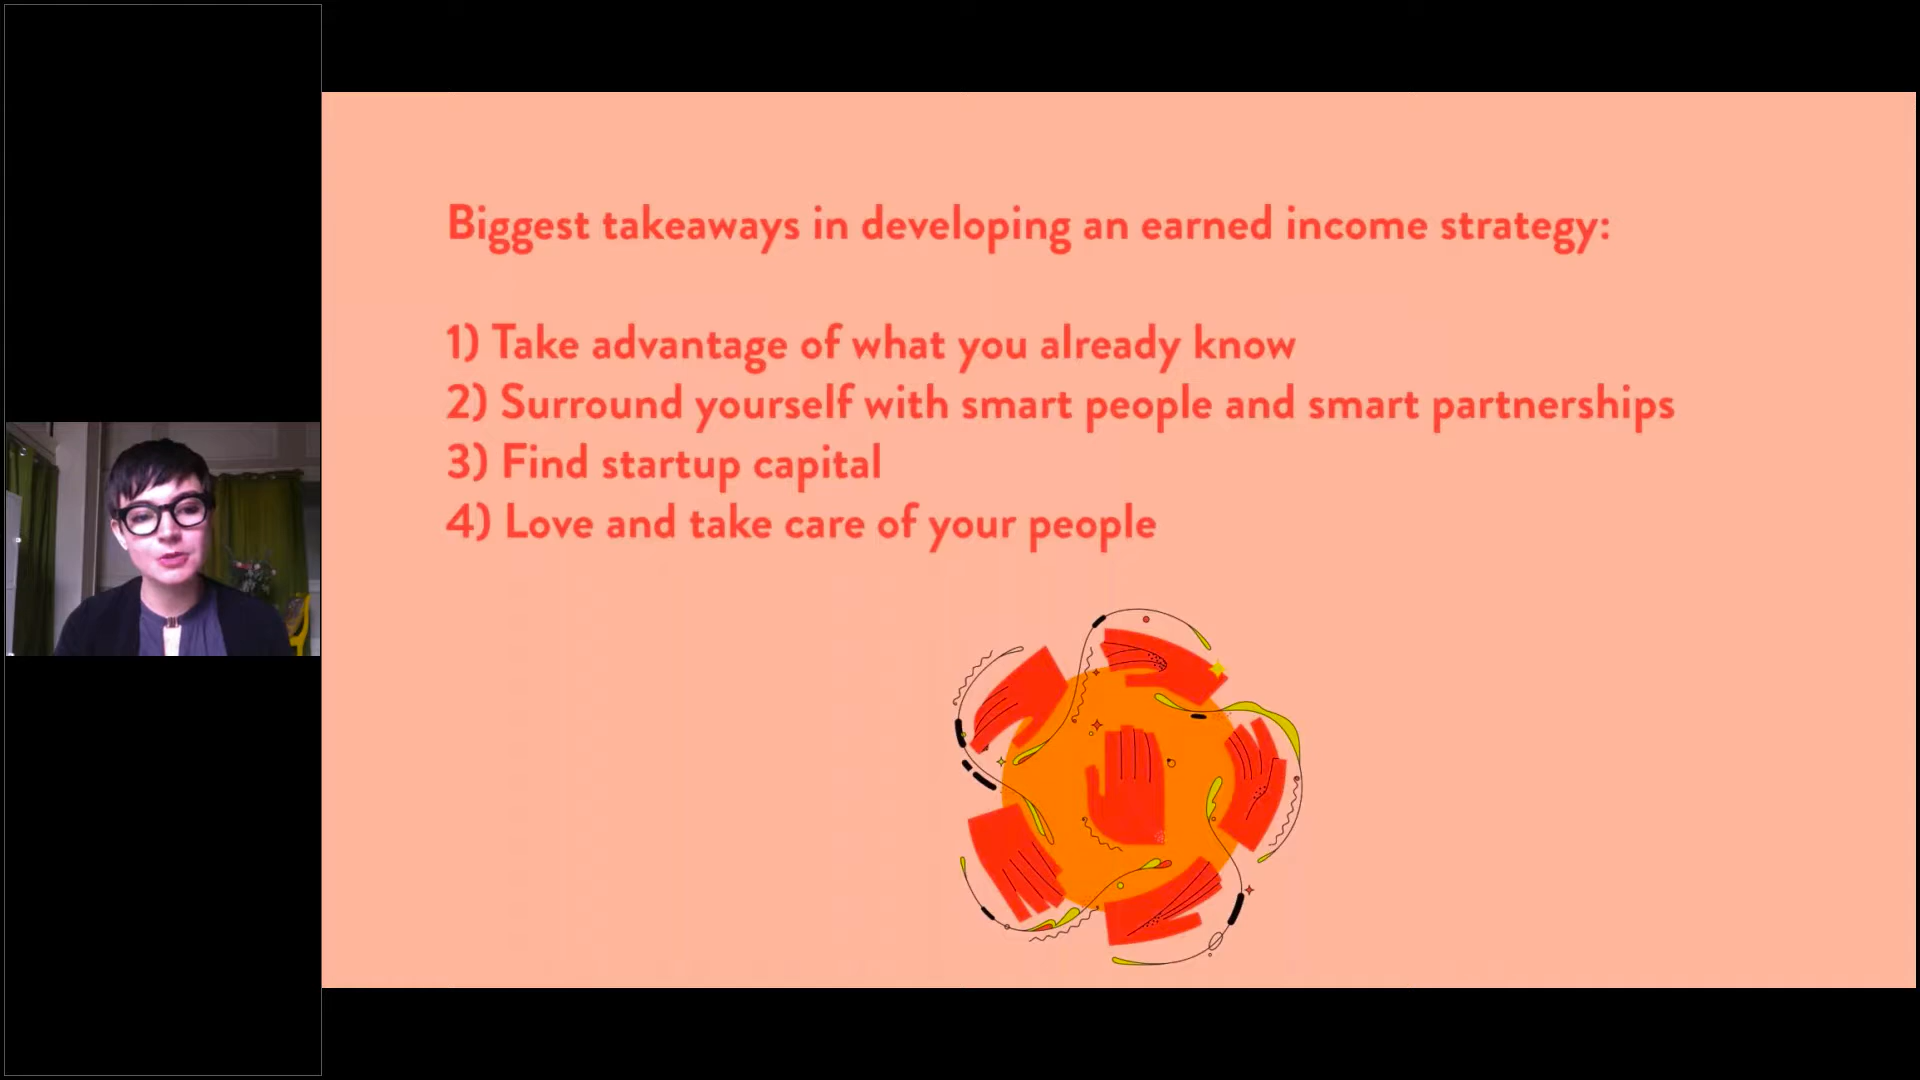 Biggest takeaways in developing an earned income strategy:
1) Take advantage of what you already know
2) Surround yourself with smart people and smart partnerships
3) Find startup capital
4) Love and take care of your people